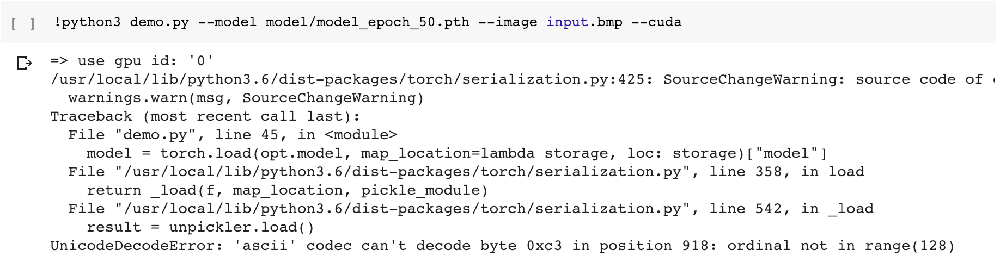 [ ] !python3 demo.py --model model/model_epoch_50.pth --image input.bmp --cuda
=> use gpu id: '0'
/usr/local/lib/python3.6/dist-packages/torch/serialization.py:425: SourceChangeWarning: source code of
warnings.warn(msg, SourceChangeWarning)
Traceback (most recent call last):
File "demo.py", line 45, in <module>
model = torch.load(opt.model, map_location=lambda storage, loc: storage)["model"]
File "/usr/local/lib/python3.6/dist-packages/torch/serialization.py", line 358, in load
return _load(f, map_location, pickle_module)
File "/usr/local/lib/python3.6/dist-packages/torch/serialization.py", line 542, in _load
result = unpickler.load()
UnicodeDecodeError: 'ascii' codec can't decode byte 0xc3 in position 918: ordinal not in range(128)